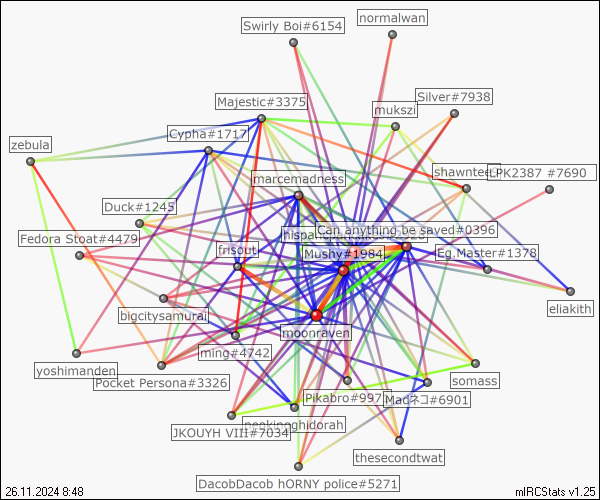 Swirly Boi#6154
normalwan
Majestic#3375
Silver#7938
mukszi
Cypha#1717
zebula
marcemadness
shawntee
LPK2387 #7690
Duck#1245
Can anything be saved#0396
Fedora Stoat#4479
frisout
Mushy#1984
Eg.Master#1378
bigcitysamurai
eliakith
moonraven
ming#4742
yoshimanden
Pocket Persona#3326
somass
Pikabro#997
Madネコ#6901
JKOUYH VIII#7034
neokingghidorah
thesecondtwat
DacobDacob hORNY police#5271
26.11.2024 8:48
mIRCStats v1.25